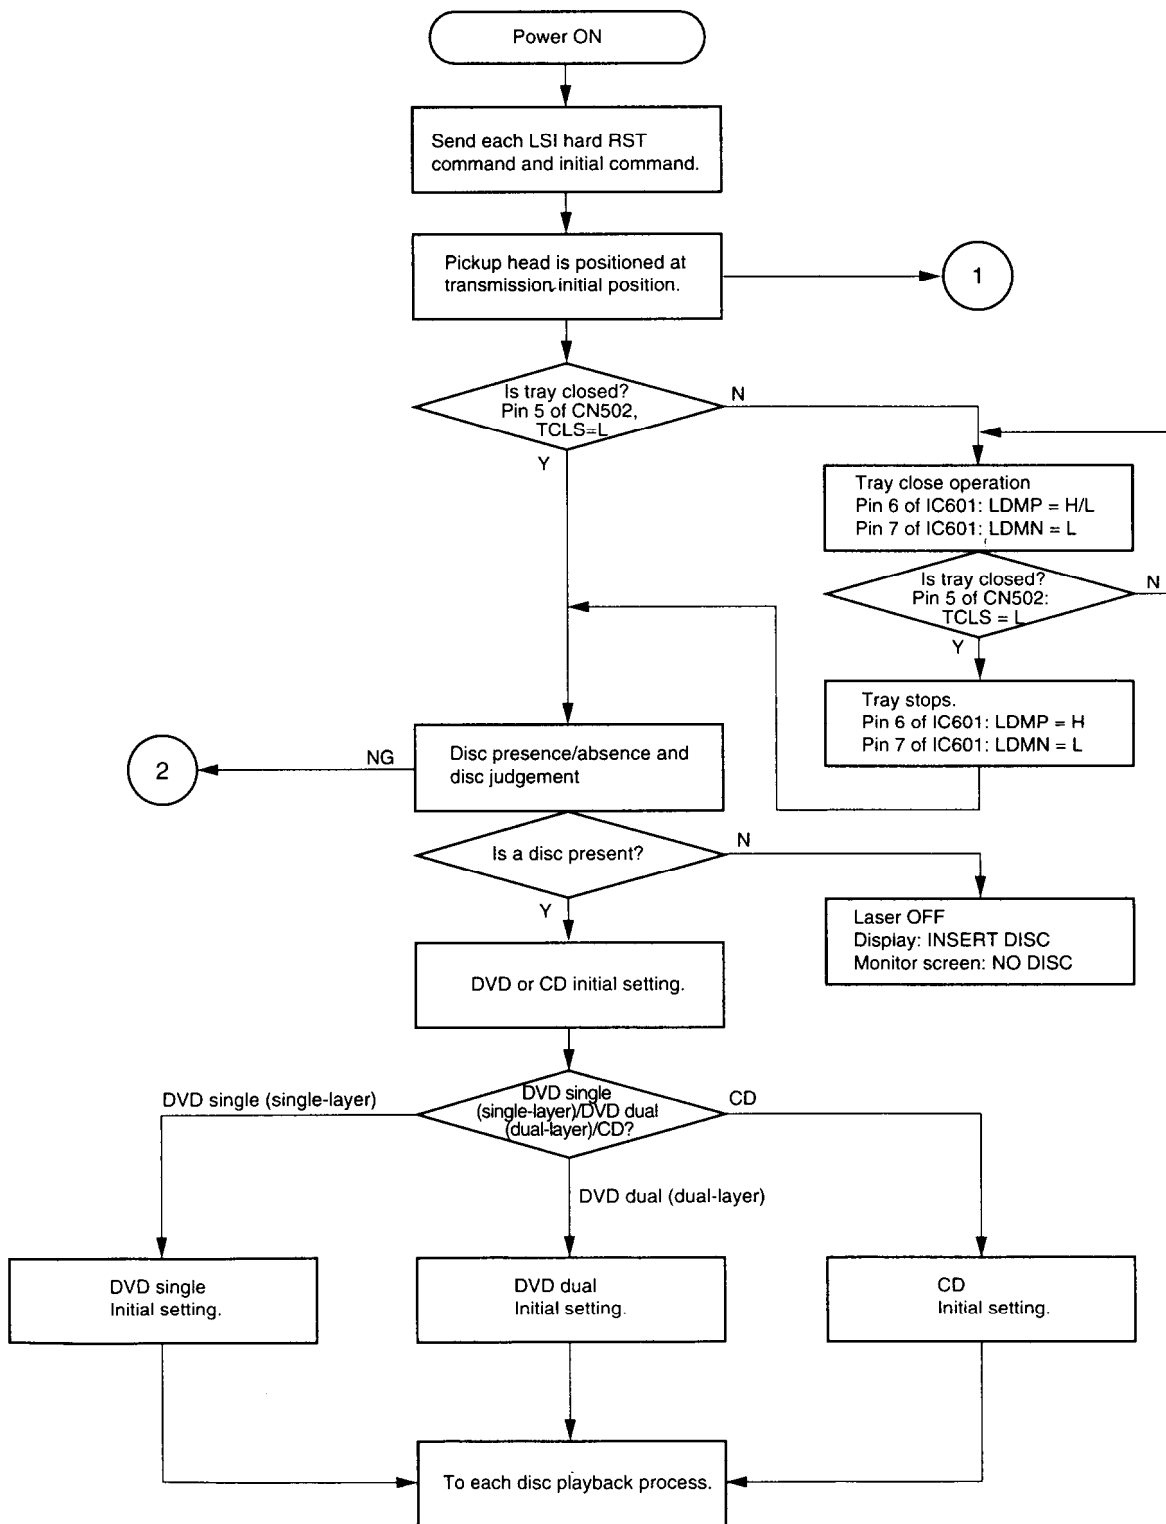 Power ON
Send each LSI hard RST
command and initial command.
Pickup head is positioned at
transmission initial position.
1
Is tray closed?
Pin 5 of CN502,
TCLS=L
N
Y
Tray close operation
Pin 6 of IC601: LDMP = H/L
Pin 7 of IC601: LDMN = L
Is tray closed?
Pin 5 of CN502:
TCLS = L
N
Y
Tray stops.
Pin 6 of IC601: LDMP = H
Pin 7 of IC601: LDMN = L
2
NG
Disc presence/absence and
disc judgement
Is a disc present?
N
Y
Laser OFF
Display: INSERT DISC
Monitor screen: NO DISC
DVD or CD initial setting.
DVD single (single-layer)
DVD single
(single-layer)/DVD dual
(dual-layer)/CD?
CD
DVD dual (dual-layer)
DVD single
Initial setting.
DVD dual
Initial setting.
CD
Initial setting.
To each disc playback process.